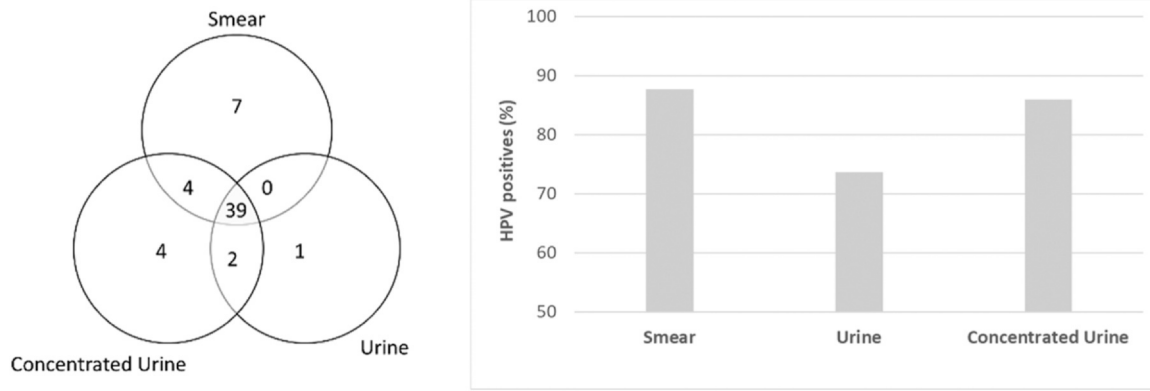 Smear
7
4
0
39
4
2
1
Concentrated Urine
Urine
HPV positives (%)
100
90
80
70
60
50
Smear
Urine
Concentrated Urine